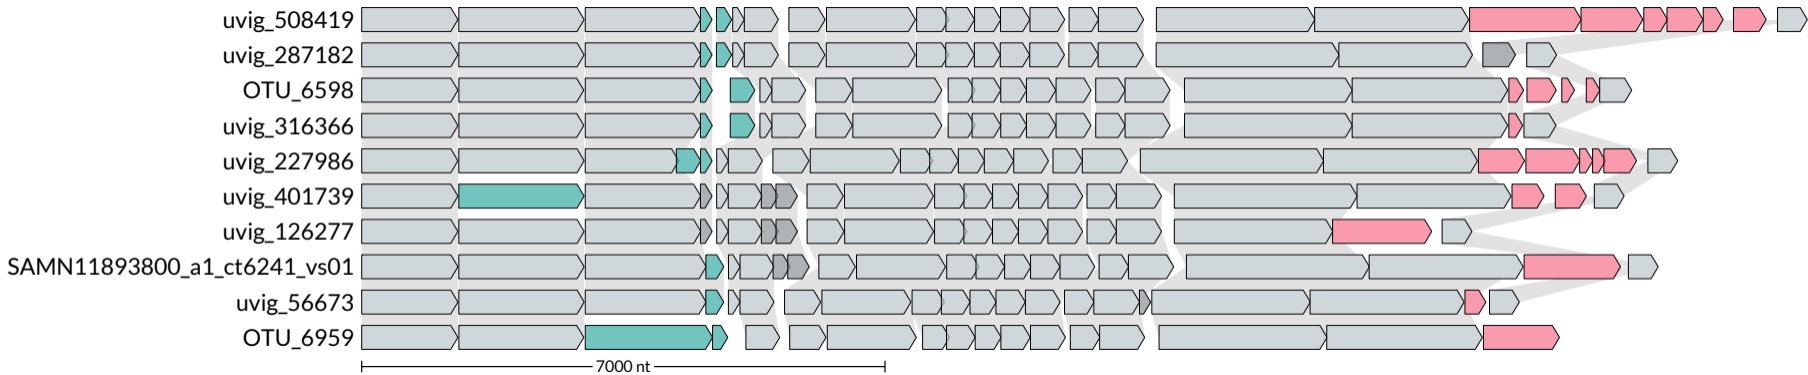 uvig_508419
uvig_287182
OTU_6598
uvig_316366
uvig_227986
uvig_401739
uvig_126277
SAMN11893800_a1_ct6241_vs01
uvig_56673
OTU_6959
7000 nt